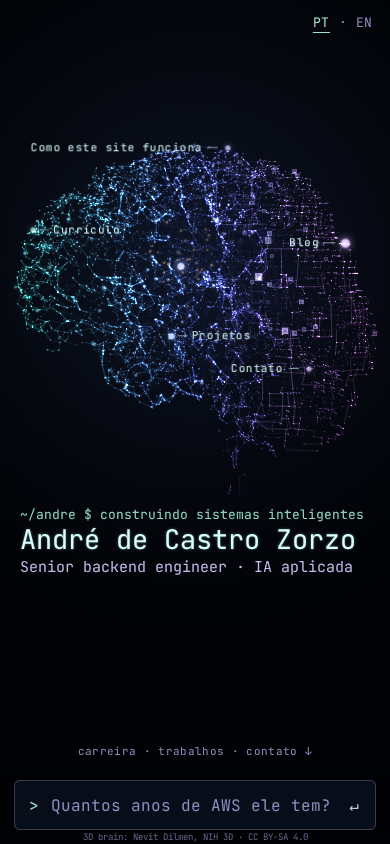 PT · EN
Como este site funciona
Currículo
Blog
Projetos
Contato
~/andre $ construindo sistemas inteligentes
André de Castro Zorzo
Senior backend engineer · IA aplicada
carreira · trabalhos · contato ↓
> Quantos anos de AWS ele tem? ↵
3D brain: Nevit Dilmen, NIH 3D · CC BY-SA 4.0